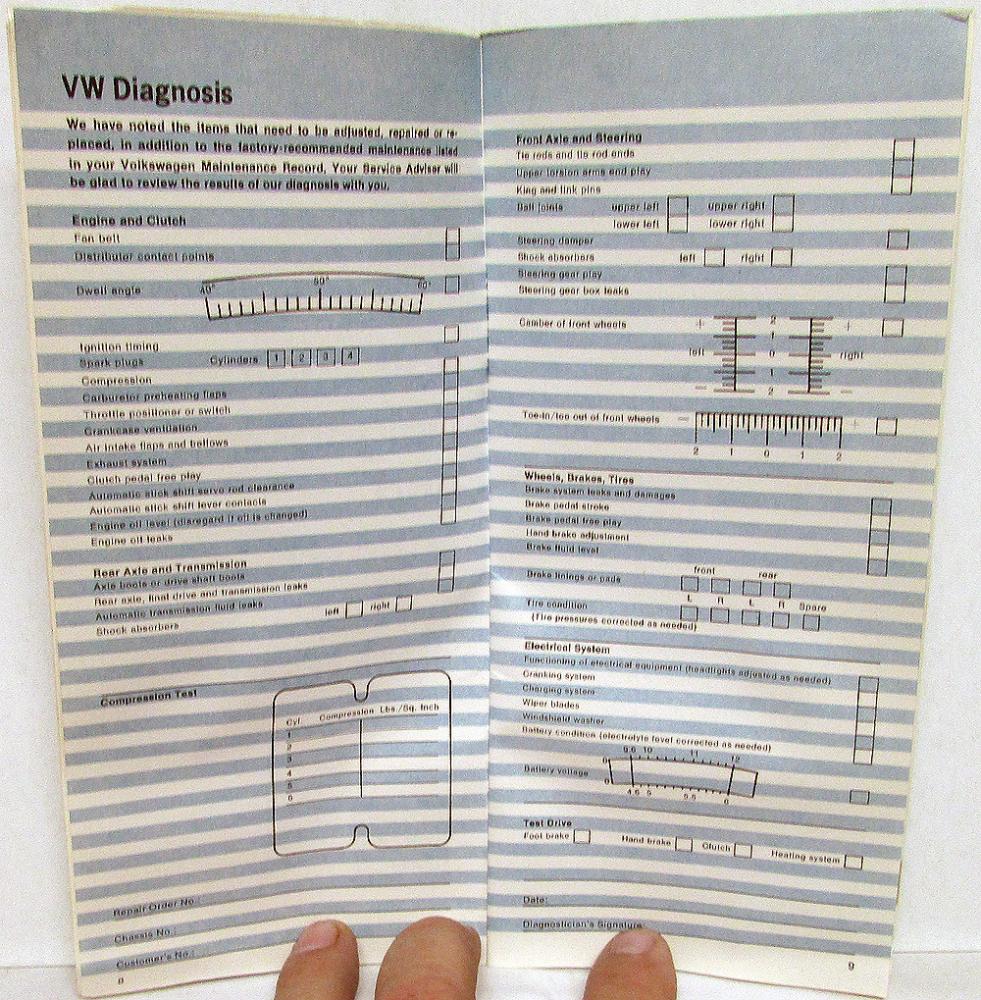 VW Diagnosis
We have noted the items that need to be adjusted, repaired or re-
placed, in addition to the factory-recommended maintenance listed
in your Volkswagen Maintenance Record. Your Service Adviser will
be glad to review the results of our diagnosis with you.
Engine and Clutch
Fan belt
Distributor contact points
Dwell angle 40° 50° 60°
Ignition timing
Spark plugs Cylinders 1 2 3 4
Compression
Carburetor preheating flaps
Throttle positioner or switch
Crankcase ventilation
Air intake flaps and bellows
Exhaust system
Clutch pedal free play
Automatic stick shift servo rod clearance
Automatic stick shift lever contacts
Engine oil level (disregard if oil is changed)
Engine oil leaks
Rear Axle and Transmission
Axle boots or drive shaft boots
Rear axle, final drive and transmission leaks
Automatic transmission fluid leaks
Shock absorbers left right
Compression Test
Cyl. Compression Lbs./Sq. Inch
1
2
3
4
5
6
Repair Order No.:
Chassis No.:
Customer's No.:
8
Front Axle and Steering
Tie rods and tie rod ends
Upper torsion arms end play
King and link pins
Ball joints upper left upper right
lower left lower right
Steering damper
Shock absorbers left right
Steering gear play
Steering gear box leaks
Camber of front wheels + 2 +
1
left 0 right
1
− 2 −
Toe-in/toe out of front wheels − +
2 1 0 1 2
Wheels, Brakes, Tires
Brake system leaks and damages
Brake pedal stroke
Brake pedal free play
Hand brake adjustment
Brake fluid level
front rear
Brake linings or pads
L R L R Spare
Tire condition
(Tire pressures corrected as needed)
Electrical System
Functioning of electrical equipment (headlights adjusted as needed)
Cranking system
Charging system
Wiper blades
Windshield washer
Battery condition (electrolyte level corrected as needed)
0 9.6 10 11 12
Battery voltage
0 4.5 5 5.5 6
Test Drive
Foot brake Hand brake Clutch Heating system
Date:
Diagnostician's Signature
9